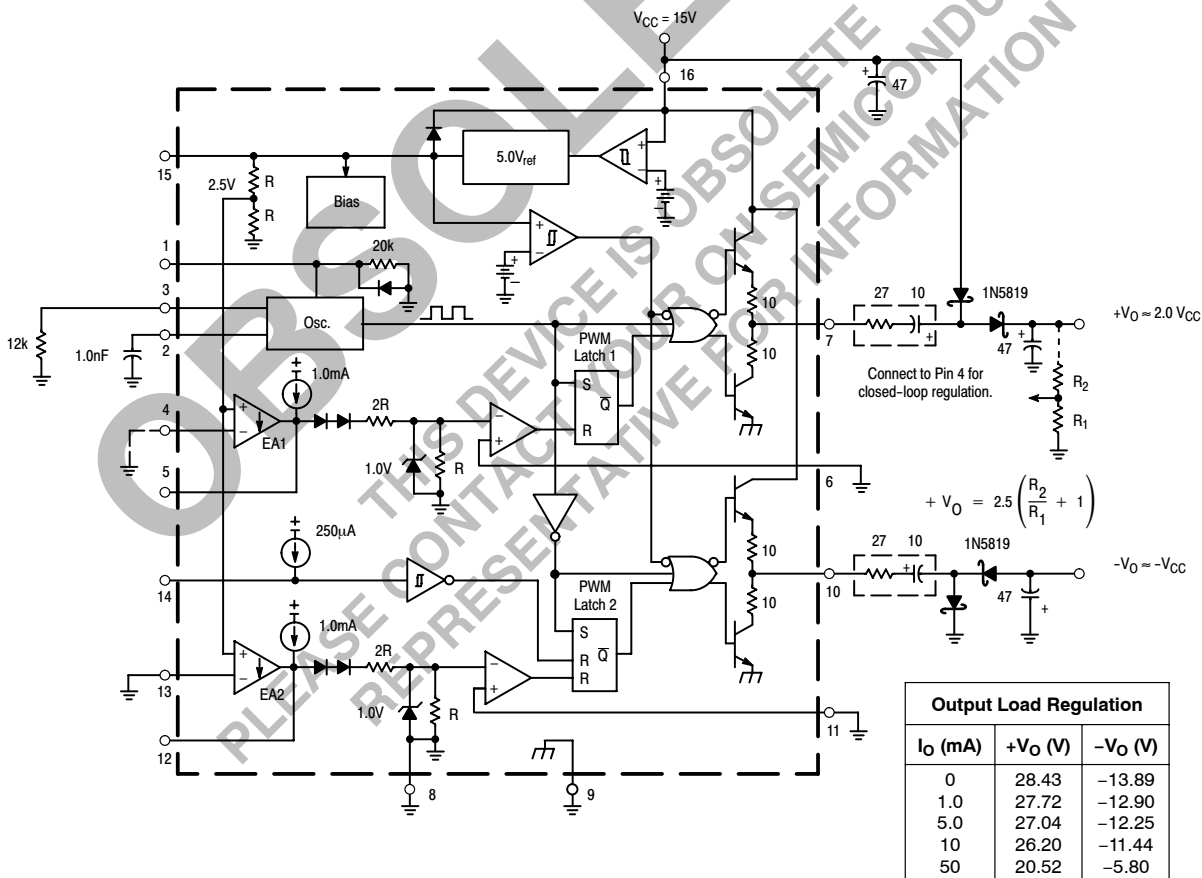 OBSOLETE
THIS DEVICE IS OBSOLETE
PLEASE CONTACT YOUR ON SEMICONDU
REPRESENTATIVE FOR INFORMATION
VCC = 15V
16
+
47
15
2.5V
R
R
Bias
5.0Vref
+
−
+
−
+
−
+
−
1
20k
3
Osc.
2
12k
1.0nF
+
1.0mA
4
+
−
EA1
5
2R
1.0V
R
−
+
PWM
Latch 1
S
Q
R
10
10
7
27
10
+
1N5819
+
47
+VO ≈ 2.0 VCC
Connect to Pin 4 for
closed−loop regulation.
R2
R1
6
+ VO = 2.5 (R2/R1 + 1)
+
250μA
14
+
1.0mA
PWM
Latch 2
S
R
Q
R
10
10
10
27
10
+
1N5819
47
+
−VO ≈ −VCC
+
−
EA2
13
12
2R
1.0V
R
−
+
11
8
9
Output Load Regulation
IO (mA) +VO (V) −VO (V)
0 28.43 −13.89
1.0 27.72 −12.90
5.0 27.04 −12.25
10 26.20 −11.44
50 20.52 −5.80